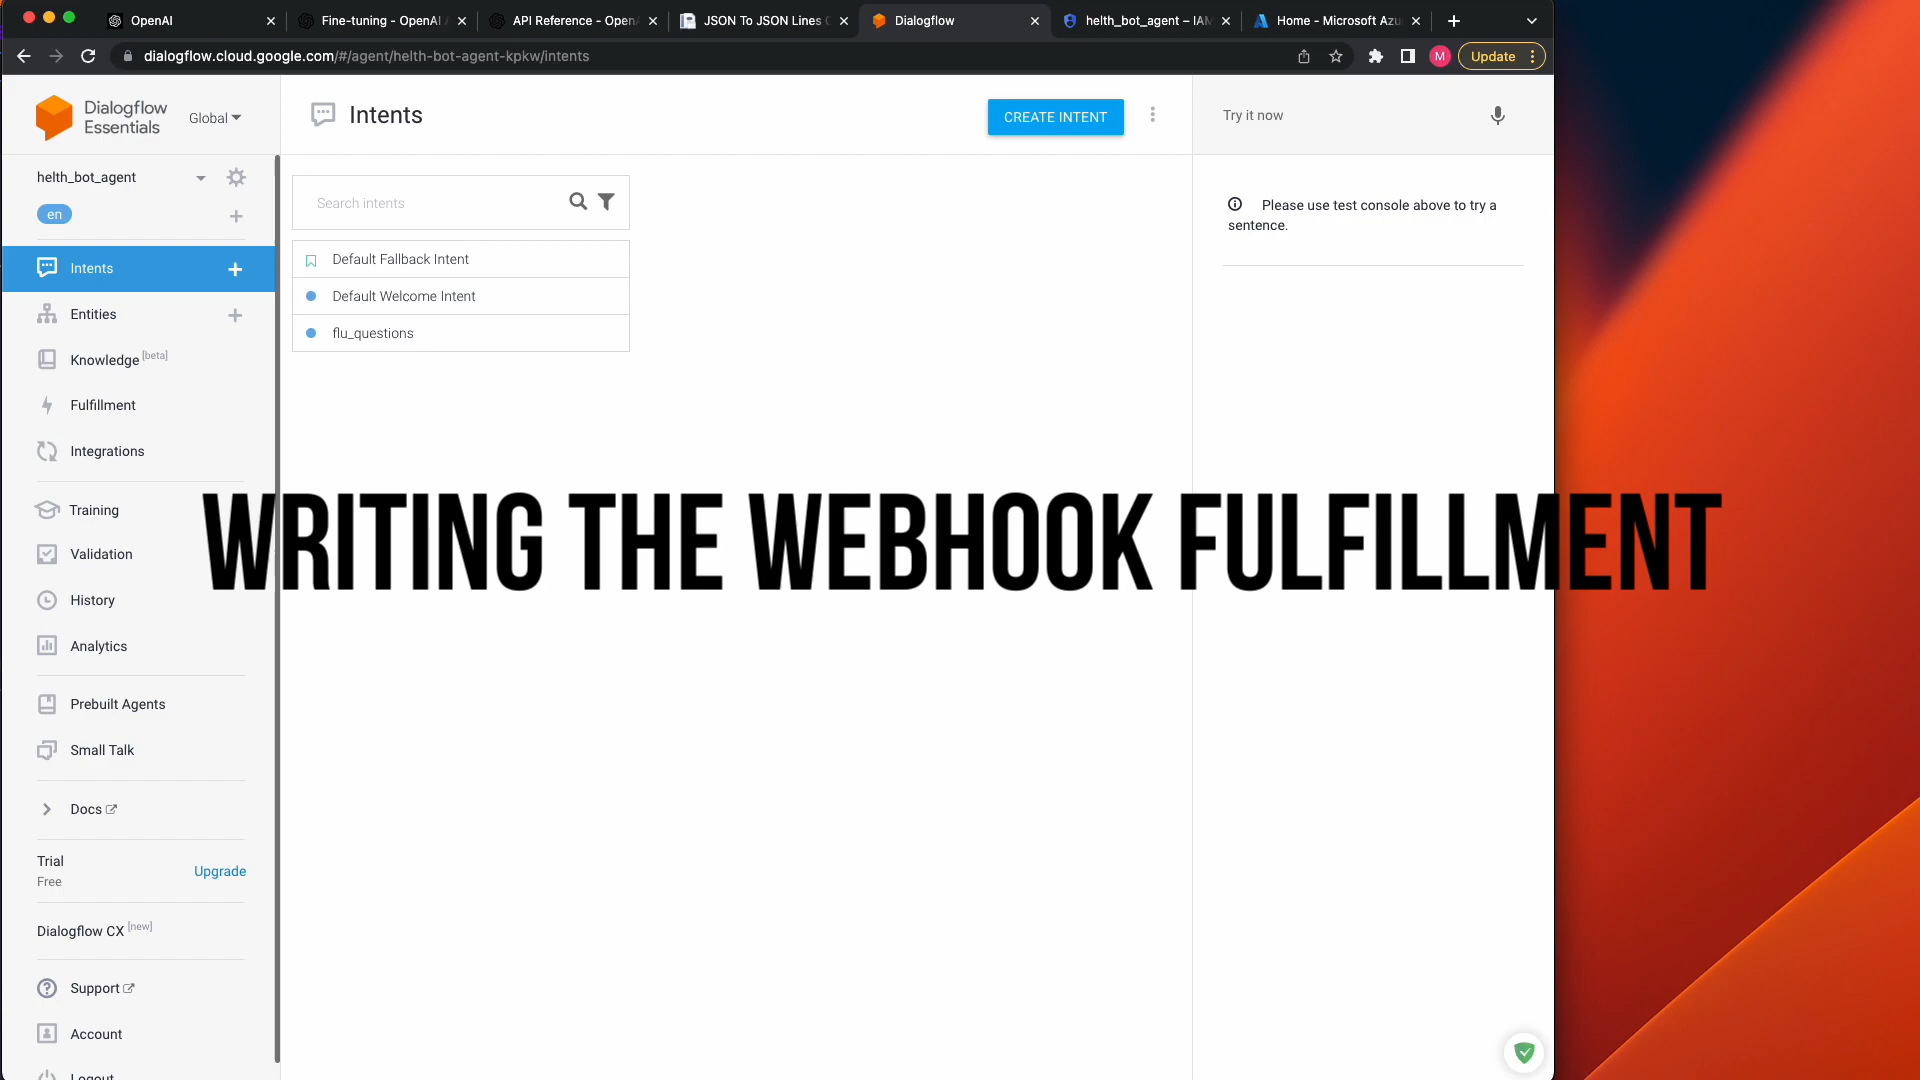 OpenAI
Fine-tuning - OpenAI A
API Reference - OpenA
JSON To JSON Lines C
Dialogflow
helth_bot_agent – IAM
Home - Microsoft Azu
dialogflow.cloud.google.com/#/agent/helth-bot-agent-kpkw/intents
M
Update
Dialogflow
Essentials
Global
Intents
CREATE INTENT
Try it now
helth_bot_agent
en
Search intents
Please use test console above to try a
sentence.
Intents
Default Fallback Intent
Default Welcome Intent
flu_questions
Entities
Knowledge [beta]
Fulfillment
Integrations
Training
WRITING THE WEBHOOK FULFILLMENT
Validation
History
Analytics
Prebuilt Agents
Small Talk
Docs
Trial
Free
Upgrade
Dialogflow CX [new]
Support
Account
Logout